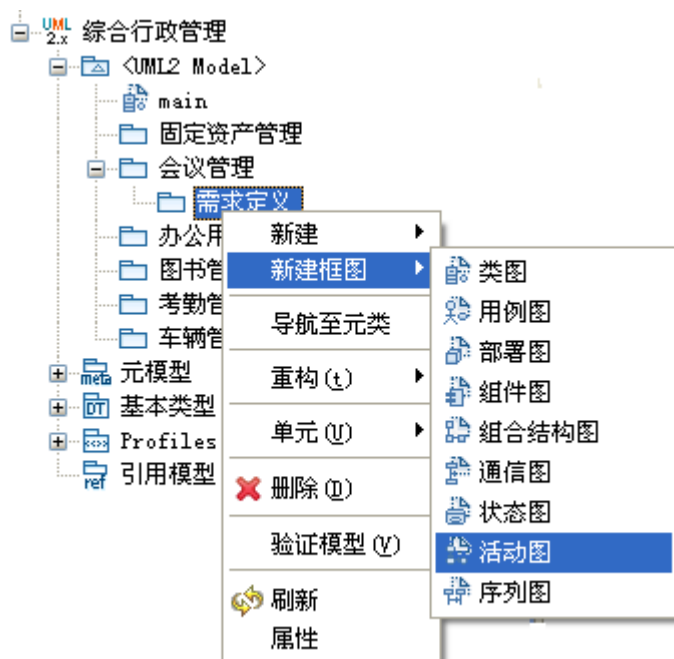 UML 2.x 综合行政管理
<UML2 Model>
main
固定资产管理
会议管理
需求定义
办公用
图书管
考勤管
车辆管
meta 元模型
DT 基本类型
Profiles
ref 引用模型
新建
新建框图
导航至元类
重构(t)
单元(U)
删除(D)
验证模型(V)
刷新
属性
类图
用例图
部署图
组件图
组合结构图
通信图
状态图
活动图
序列图